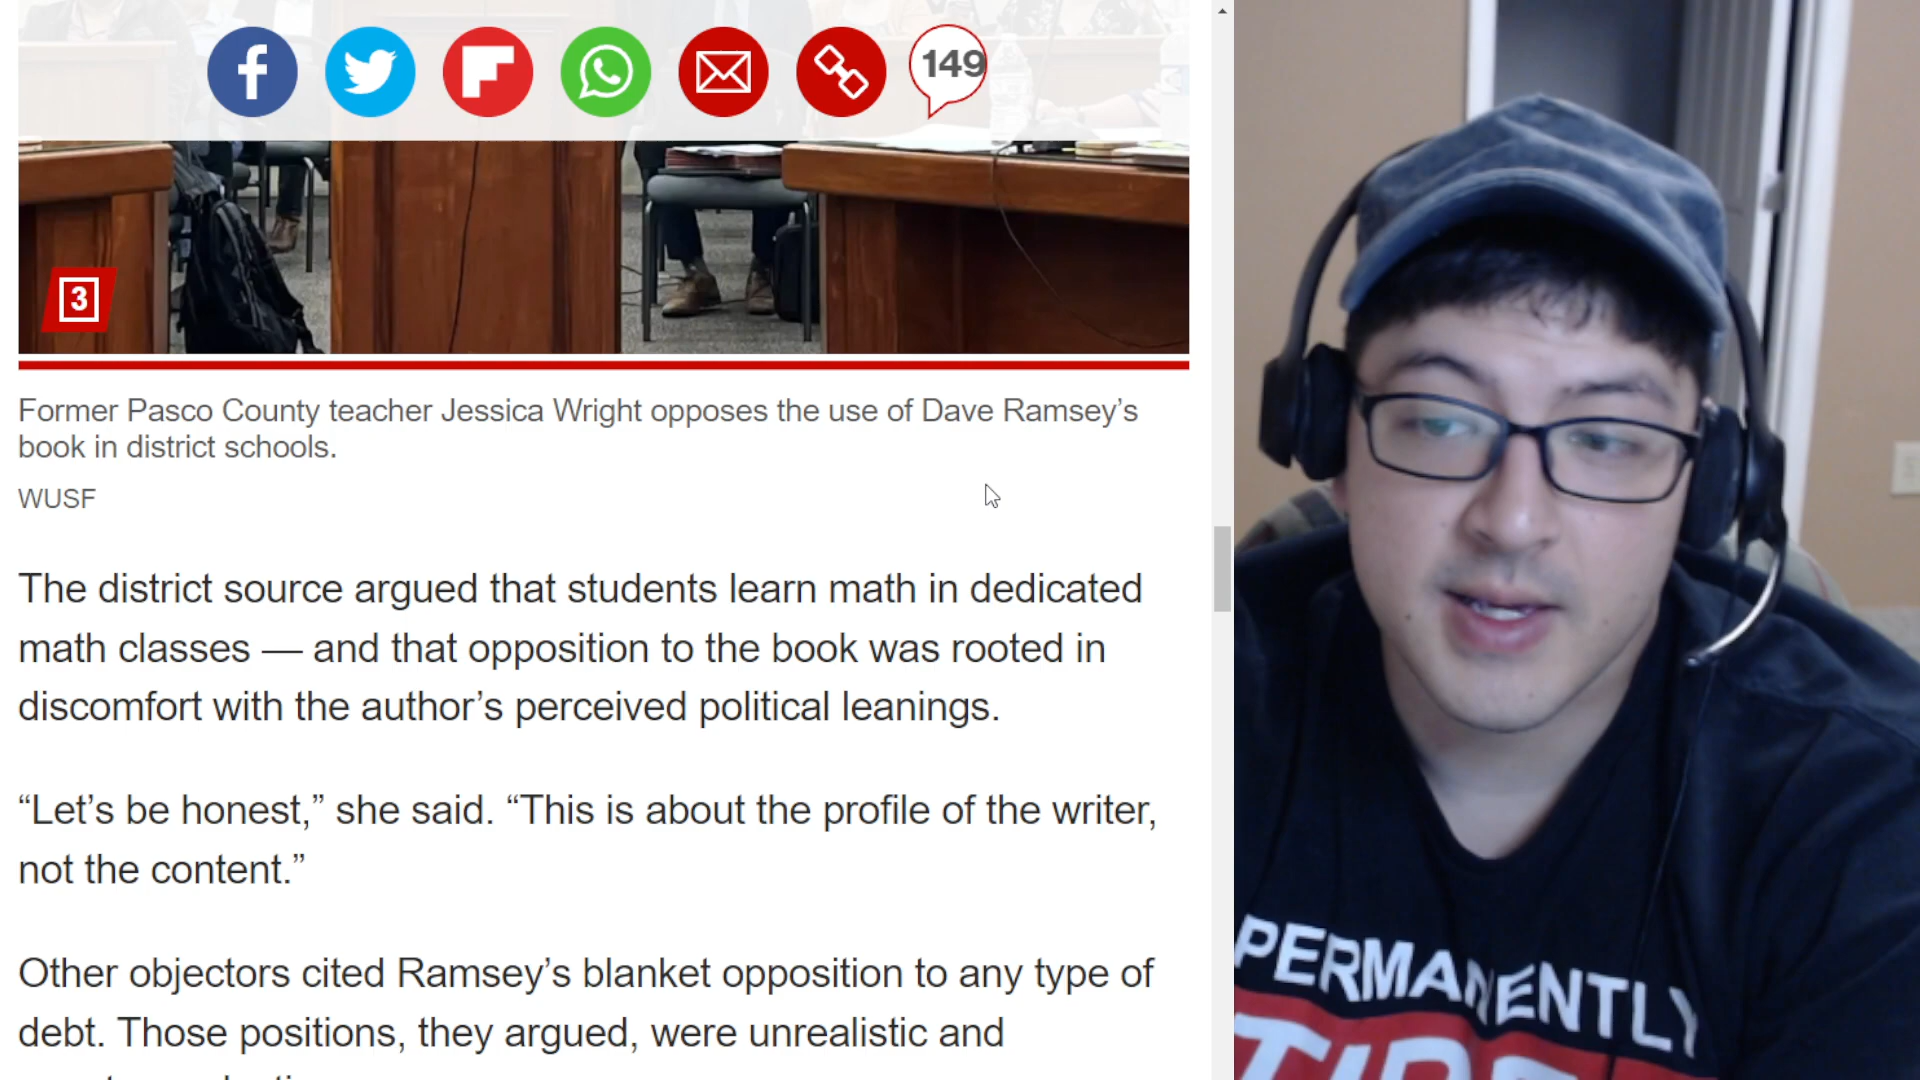 149
3
Former Pasco County teacher Jessica Wright opposes the use of Dave Ramsey’s
book in district schools.
WUSF
The district source argued that students learn math in dedicated
math classes — and that opposition to the book was rooted in
discomfort with the author’s perceived political leanings.
“Let’s be honest,” she said. “This is about the profile of the writer,
not the content.”
Other objectors cited Ramsey’s blanket opposition to any type of
debt. Those positions, they argued, were unrealistic and
PERMANENTLY